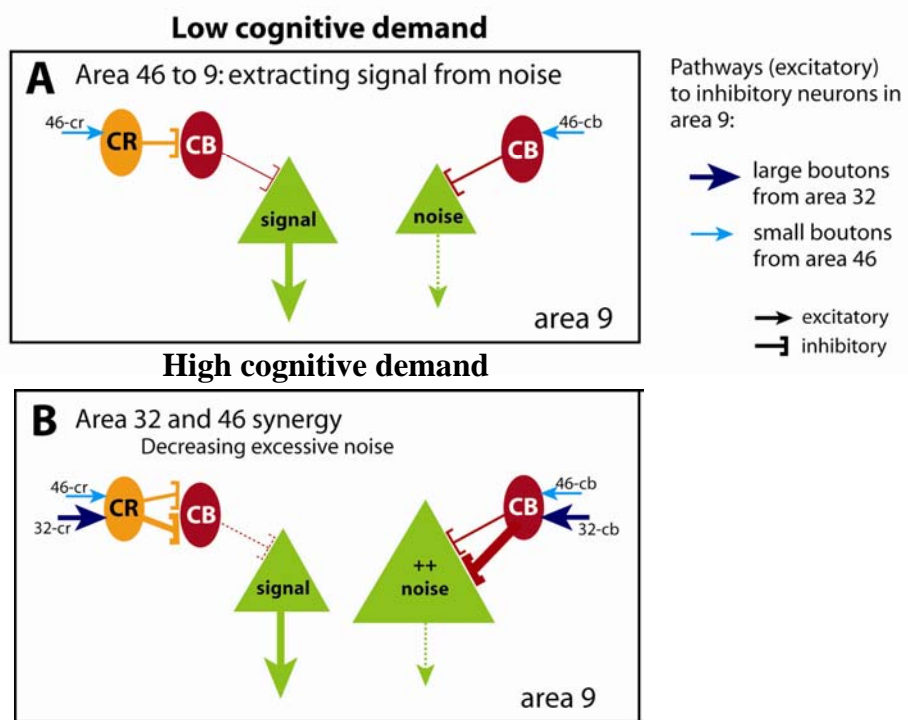 Low cognitive demand
A Area 46 to 9: extracting signal from noise
46-cr
CR
CB
signal
CB
46-cb
noise
area 9
Pathways (excitatory)
to inhibitory neurons in
area 9:
large boutons
from area 32
small boutons
from area 46
excitatory
inhibitory
High cognitive demand
B Area 32 and 46 synergy
Decreasing excessive noise
46-cr
32-cr
CR
CB
signal
CB
46-cb
32-cb
++
noise
area 9